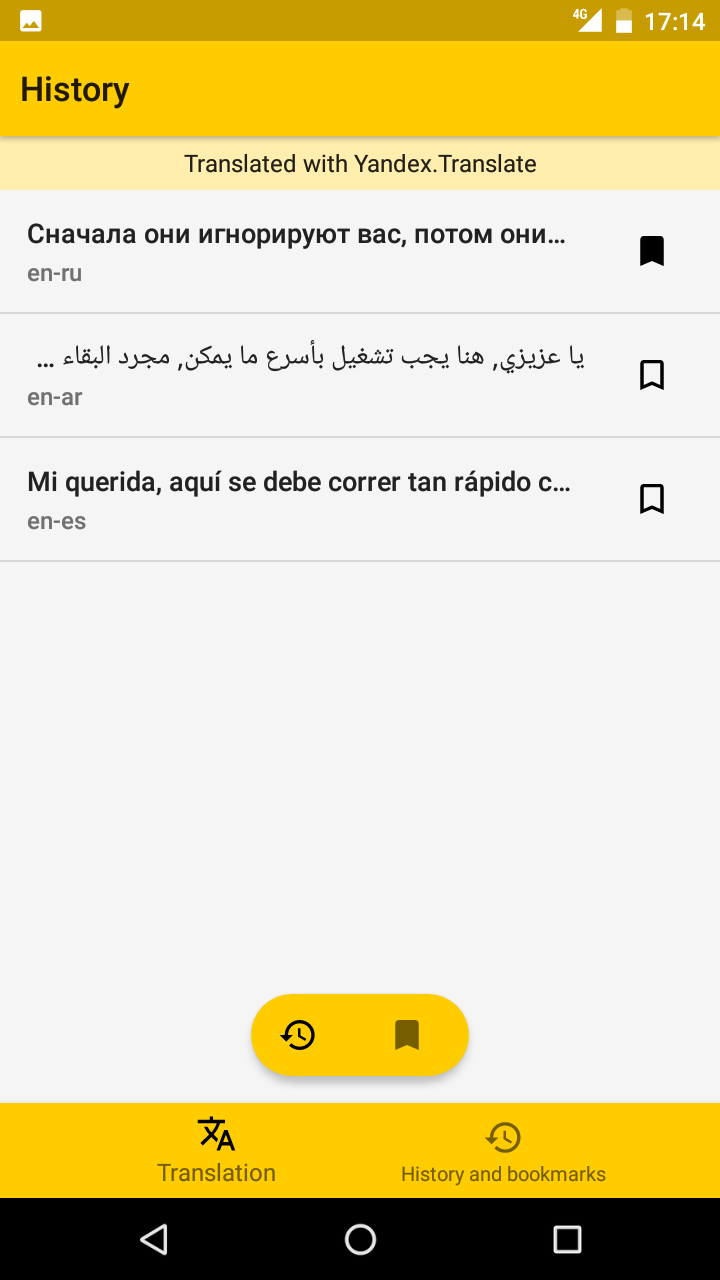 4G 17:14
History
Translated with Yandex.Translate
Сначала они игнорируют вас, потом они...
en-ru
يا عزيزي, هنا يجب تشغيل بأسرع ما يمكن, مجرد البقاء ...
en-ar
Mi querida, aquí se debe correr tan rápido c...
en-es
Translation
History and bookmarks